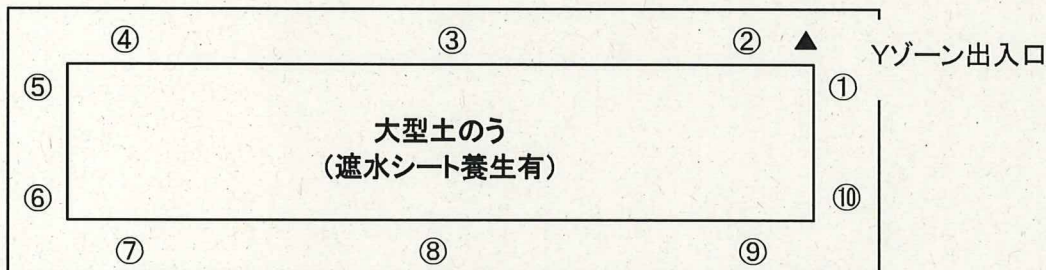 ④ ③ ② ▲
Yゾーン出入口
⑤ ①
大型土のう
(遮水シート養生有)
⑥ ⑩
⑦ ⑧ ⑨